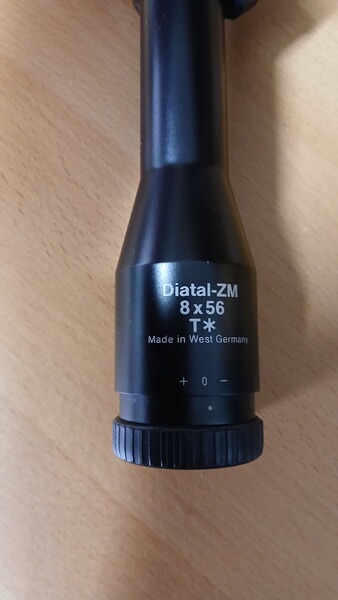 Diatal-ZM
8x56
T*
Made in West Germany
+ 0 -